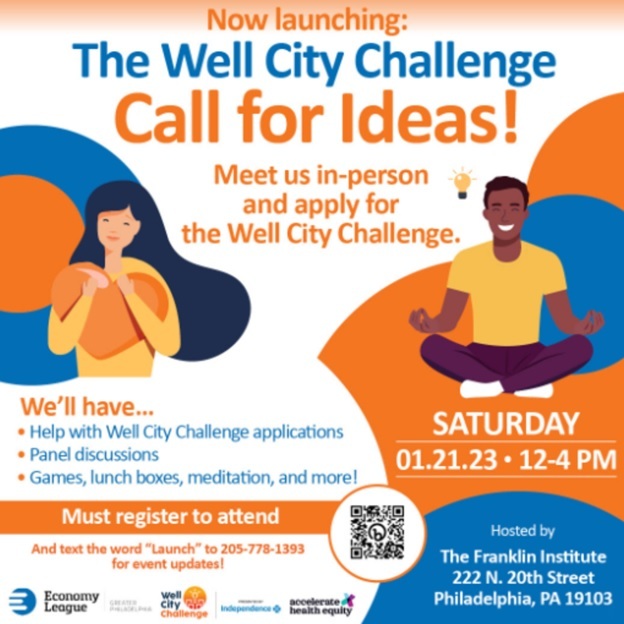 Now launching:
The Well City Challenge
Call for Ideas!
Meet us in-person
and apply for
the Well City Challenge.
We'll have...
• Help with Well City Challenge applications
• Panel discussions
• Games, lunch boxes, meditation, and more!
Must register to attend
And text the word “Launch” to 205-778-1393
for event updates!
SATURDAY
01.21.23 • 12-4 PM
Hosted by
The Franklin Institute
222 N. 20th Street
Philadelphia, PA 19103
Economy
League
GREATER
PHILADELPHIA
Well
City
Challenge
Independence
accelerate
health equity